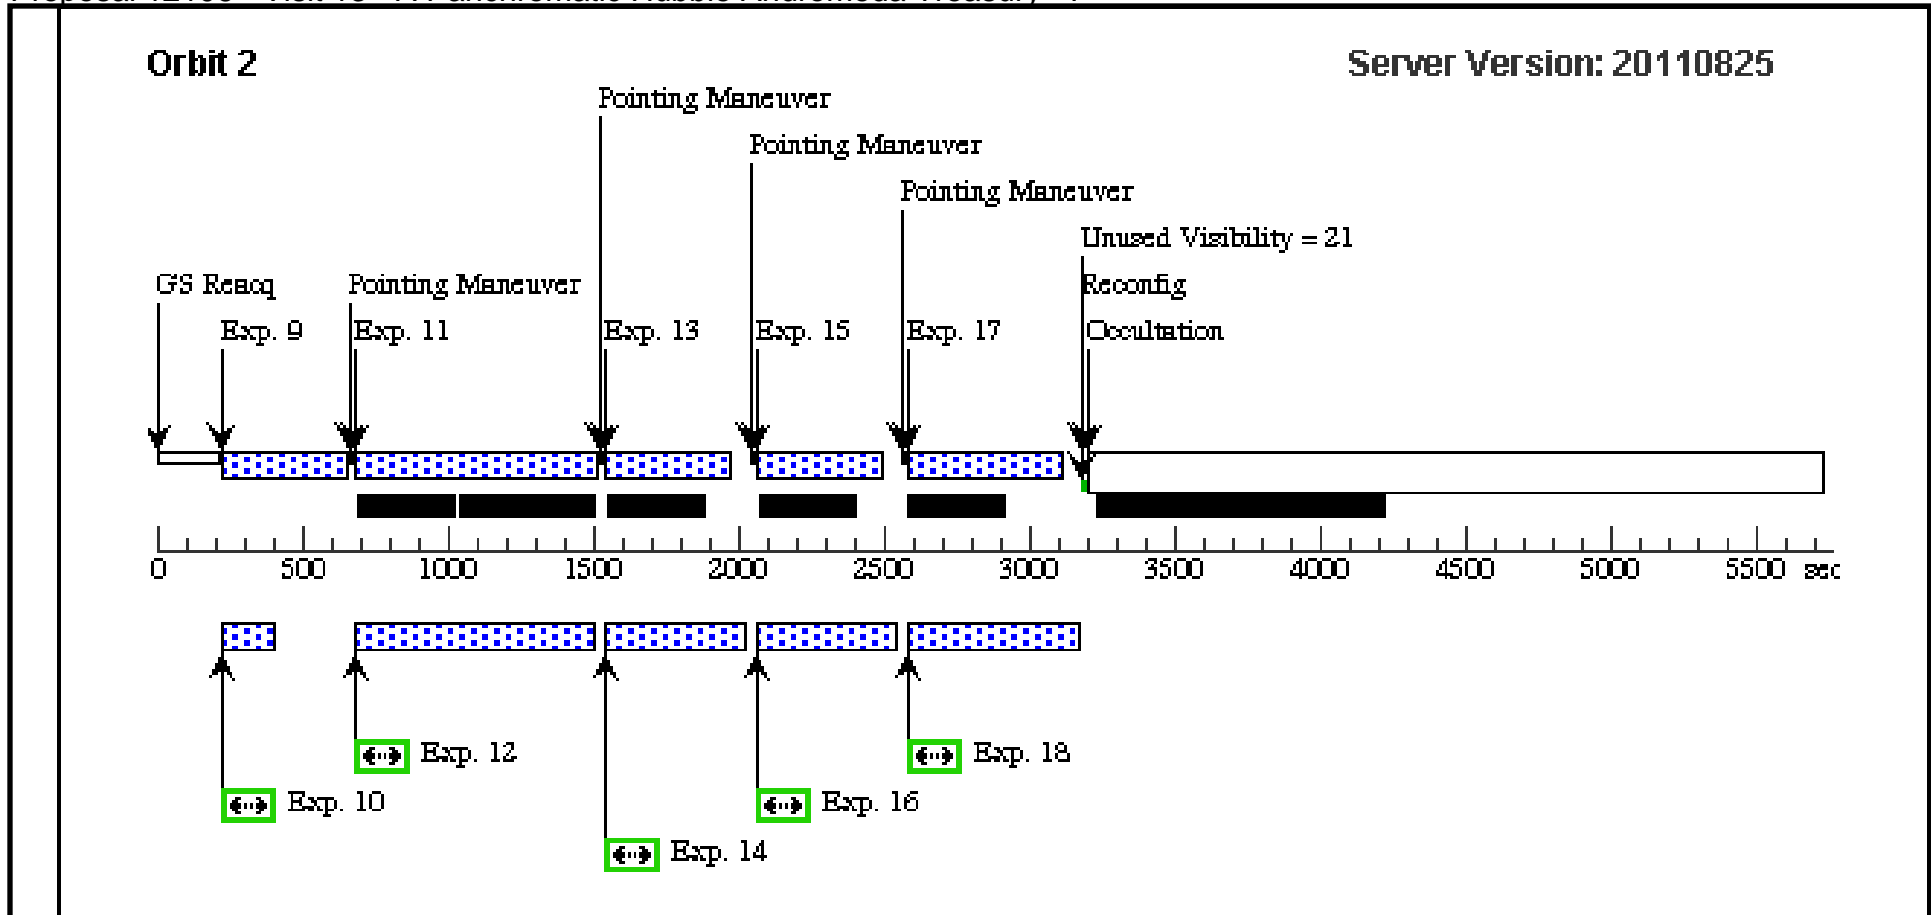 Orbit 2
Server Version: 20110825
Pointing Maneuver
Pointing Maneuver
Pointing Maneuver
Unused Visibility = 21
GS Reacq
Pointing Maneuver
Reconfig
Exp. 9
Exp. 11
Exp. 13
Exp. 15
Exp. 17
Occultation
0
500
1000
1500
2000
2500
3000
3500
4000
4500
5000
5500
sec
Exp. 12
Exp. 18
Exp. 10
Exp. 16
Exp. 14